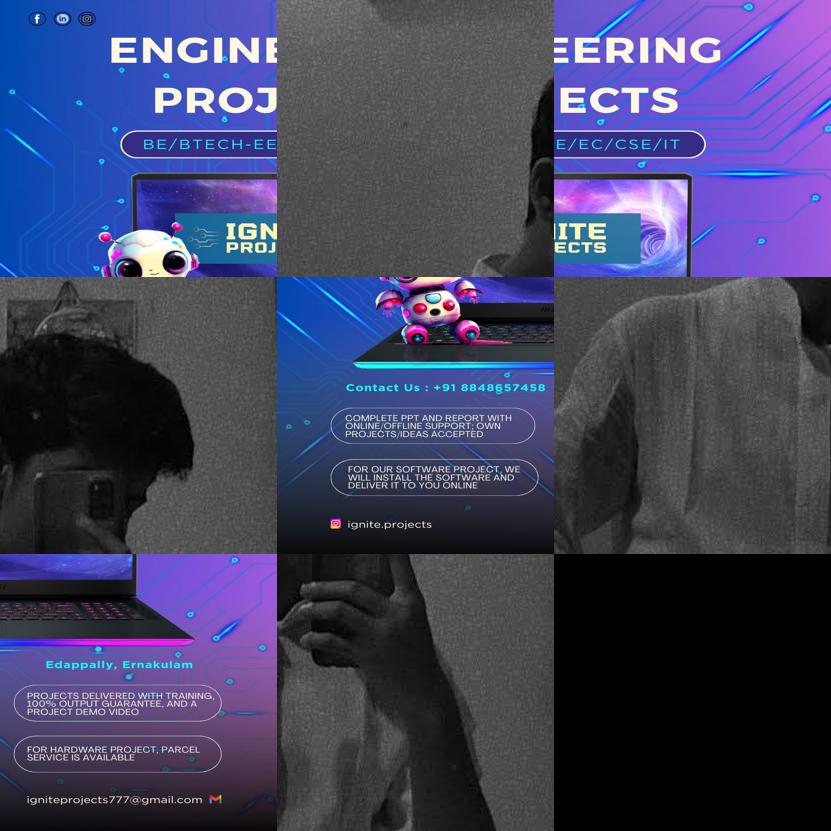 ENGINE
PROJ
BE/BTECH-EE
IGN
PROJ
EERING
ECTS
E/EC/CSE/IT
ITE
ECTS
Contact Us : +91 8848657458
COMPLETE PPT AND REPORT WITH
ONLINE/OFFLINE SUPPORT; OWN
PROJECTS/IDEAS ACCEPTED
FOR OUR SOFTWARE PROJECT, WE
WILL INSTALL THE SOFTWARE AND
DELIVER IT TO YOU ONLINE
ignite.projects
Edappally, Ernakulam
PROJECTS DELIVERED WITH TRAINING,
100% OUTPUT GUARANTEE, AND A
PROJECT DEMO VIDEO
FOR HARDWARE PROJECT, PARCEL
SERVICE IS AVAILABLE
igniteprojects777@gmail.com